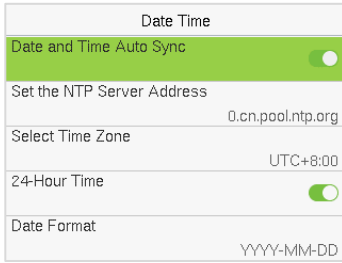 Date Time
Date and Time Auto Sync
Set the NTP Server Address
0.cn.pool.ntp.org
Select Time Zone
UTC+8:00
24-Hour Time
Date Format
YYYY-MM-DD